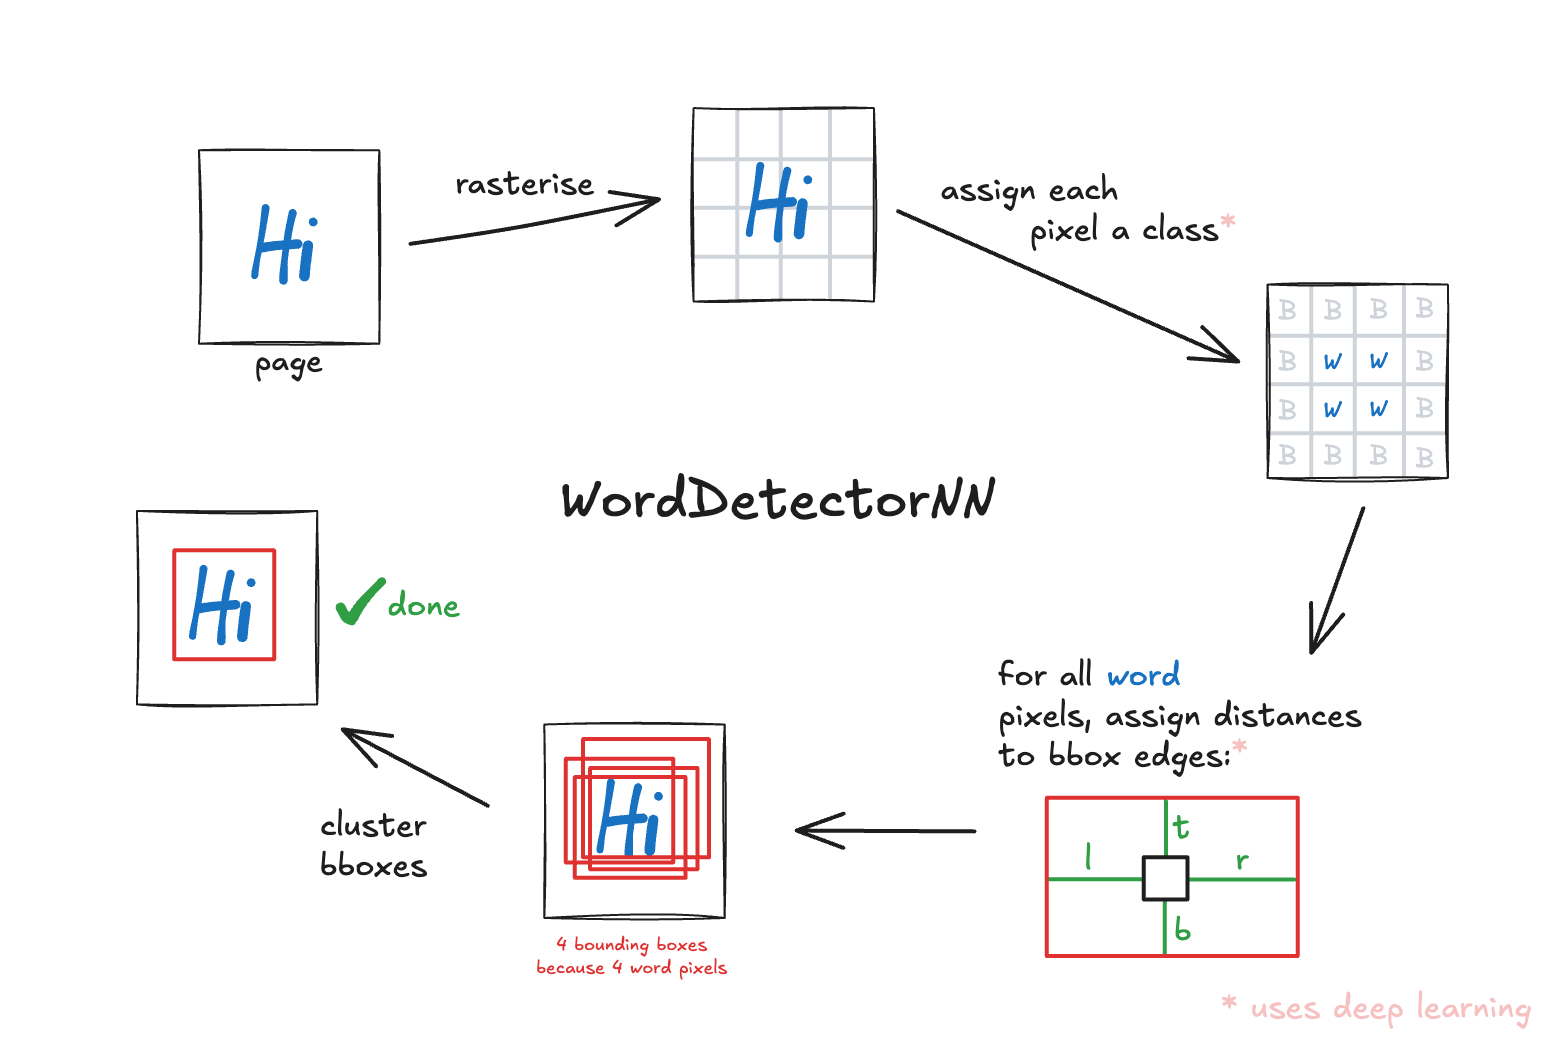 Hi
page
rasterise
Hi
assign each
pixel a class*
B B B B
B W W B
B W W B
B B B B
WordDetectorNN
for all word
pixels, assign distances
to bbox edges:*
t
l
r
b
Hi
4 bounding boxes
because 4 word pixels
cluster
bboxes
Hi
done
* uses deep learning